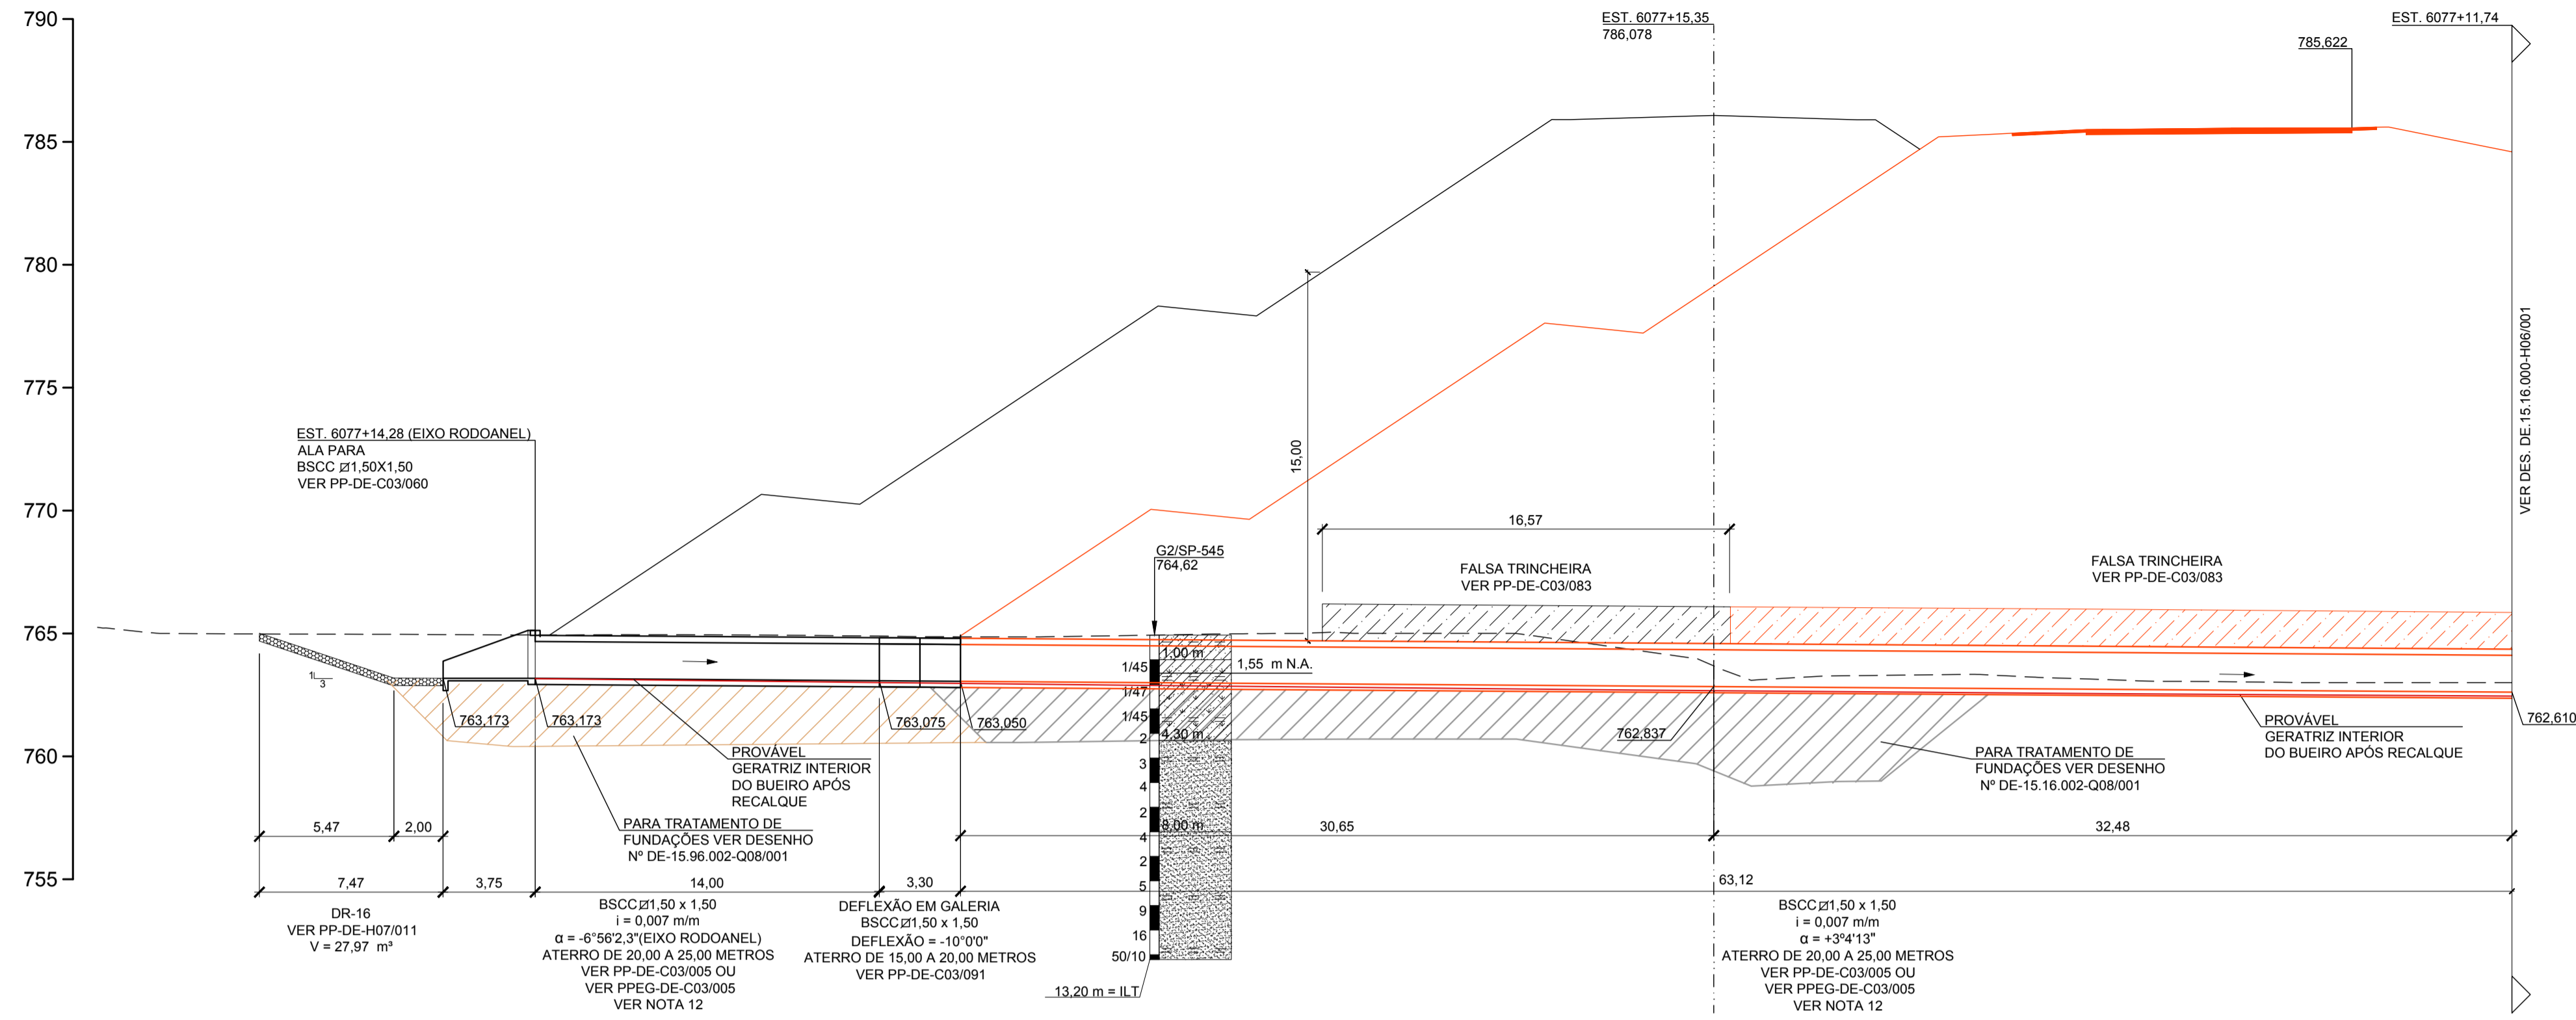 790
785
780
775
770
765
760
755
EST. 6077+15,35
786,078
EST. 6077+11,74
785,622
VER DES. DE.15.16.000-H06/001
EST. 6077+14,28 (EIXO RODOANEL)
ALA PARA
BSCC 1,50X1,50
VER PP-DE-C03/060
15,00
G2/SP-545
764,62
16,57
FALSA TRINCHEIRA
VER PP-DE-C03/083
FALSA TRINCHEIRA
VER PP-DE-C03/083
1
3
1,00 m
1,55 m N.A.
4,30 m
8,00 m
1/45
1/47
1/45
2
3
4
2
4
2
5
9
16
50/10
13,20 m = ILT
763,173
763,173
763,075
763,050
762,837
762,610
PROVÁVEL
GERATRIZ INTERIOR
DO BUEIRO APÓS
RECALQUE
PARA TRATAMENTO DE
FUNDAÇÕES VER DESENHO
Nº DE-15.96.002-Q08/001
PARA TRATAMENTO DE
FUNDAÇÕES VER DESENHO
Nº DE-15.16.002-Q08/001
PROVÁVEL
GERATRIZ INTERIOR
DO BUEIRO APÓS RECALQUE
5,47
2,00
30,65
32,48
7,47
3,75
14,00
3,30
63,12
DR-16
VER PP-DE-H07/011
V = 27,97 m³
BSCC 1,50 x 1,50
i = 0,007 m/m
α = -6°56'2,3"(EIXO RODOANEL)
ATERRO DE 20,00 A 25,00 METROS
VER PP-DE-C03/005 OU
VER PPEG-DE-C03/005
VER NOTA 12
DEFLEXÃO EM GALERIA
BSCC 1,50 x 1,50
DEFLEXÃO = -10°0'0"
ATERRO DE 15,00 A 20,00 METROS
VER PP-DE-C03/091
BSCC 1,50 x 1,50
i = 0,007 m/m
α = +3º4'13"
ATERRO DE 20,00 A 25,00 METROS
VER PP-DE-C03/005 OU
VER PPEG-DE-C03/005
VER NOTA 12